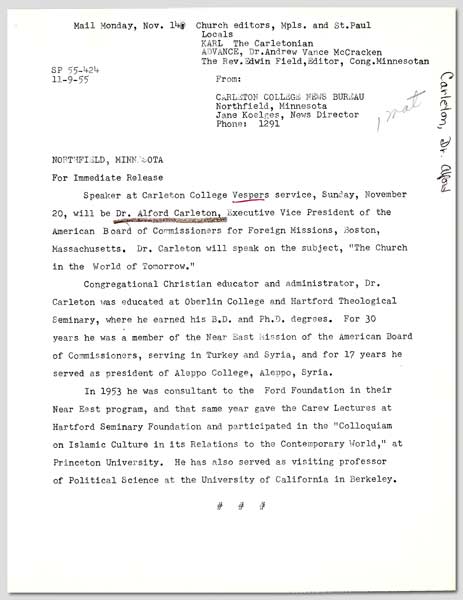 Mail Monday, Nov. 14 Church editors, Mpls. and St.Paul
Locals
KARL The Carletonian
ADVANCE, Dr.Andrew Vance McCracken
The Rev.Edwin Field,Editor, Cong.Minnesotan
SP 55-424
11-9-55
From:
CARLETON COLLEGE NEWS BUREAU
Northfield, Minnesota
Jane Koelges, News Director
Phone: 1291
1 mat
Carleton, Dr. Alford
NORTHFIELD, MINNESOTA
For Immediate Release
Speaker at Carleton College Vespers service, Sunday, November
20, will be Dr. Alford Carleton, Executive Vice President of the
American Board of Commissioners for Foreign Missions, Boston,
Massachusetts. Dr. Carleton will speak on the subject, "The Church
in the World of Tomorrow."
Congregational Christian educator and administrator, Dr.
Carleton was educated at Oberlin College and Hartford Theological
Seminary, where he earned his B.D. and Ph.D. degrees. For 30
years he was a member of the Near East Mission of the American Board
of Commissioners, serving in Turkey and Syria, and for 17 years he
served as president of Aleppo College, Aleppo, Syria.
In 1953 he was consultant to the Ford Foundation in their
Near East program, and that same year gave the Carew Lectures at
Hartford Seminary Foundation and participated in the "Colloquiam
on Islamic Culture in its Relations to the Contemporary World," at
Princeton University. He has also served as visiting professor
of Political Science at the University of California in Berkeley.
# # #